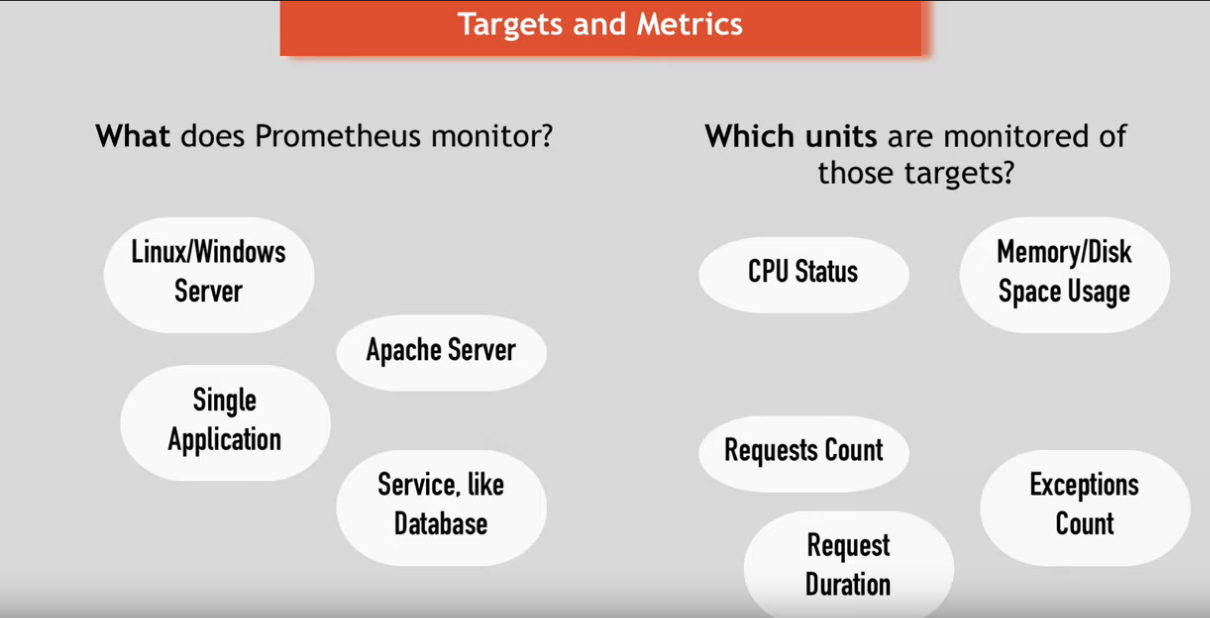 Targets and Metrics
What does Prometheus monitor?
Linux/Windows
Server
Apache Server
Single
Application
Service, like
Database
Which units are monitored of
those targets?
CPU Status
Memory/Disk
Space Usage
Requests Count
Exceptions
Count
Request
Duration